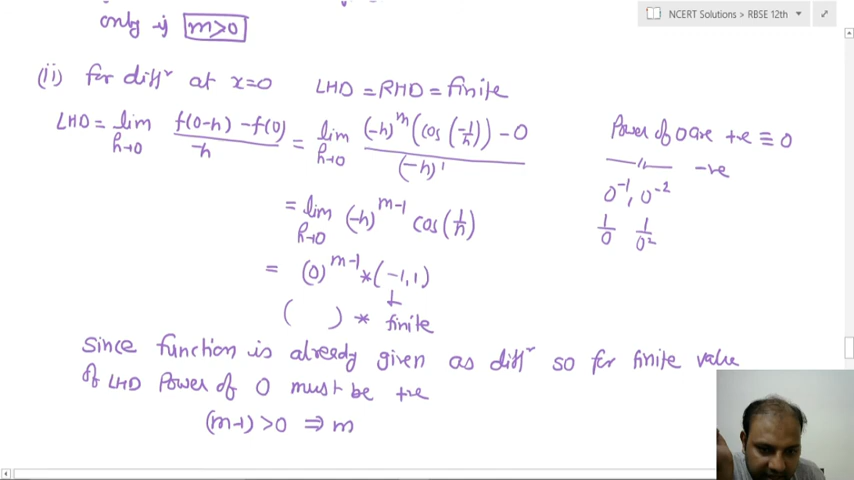 NCERT Solutions > RBSE 12th
only if m>0
(ii) for diffʳ at x=0 LHD = RHD = finite
LHD = lim h→0 f(0-h) - f(0) / -h = lim h→0 (-h)^m (cos(-1/h)) - 0 / (-h)'
= lim h→0 (-h)^m-1 cos(1/h)
= (0)^m-1 * (-1,1)
( ) * finite
Power of 0 are +ve ≡ 0
—〃— -ve
0^-1, 0^-2
1/0 1/0^2
Since function is already given as diffʳ so for finite value
of LHD Power of 0 must be +ve
(m-1) >0 ⇒ m